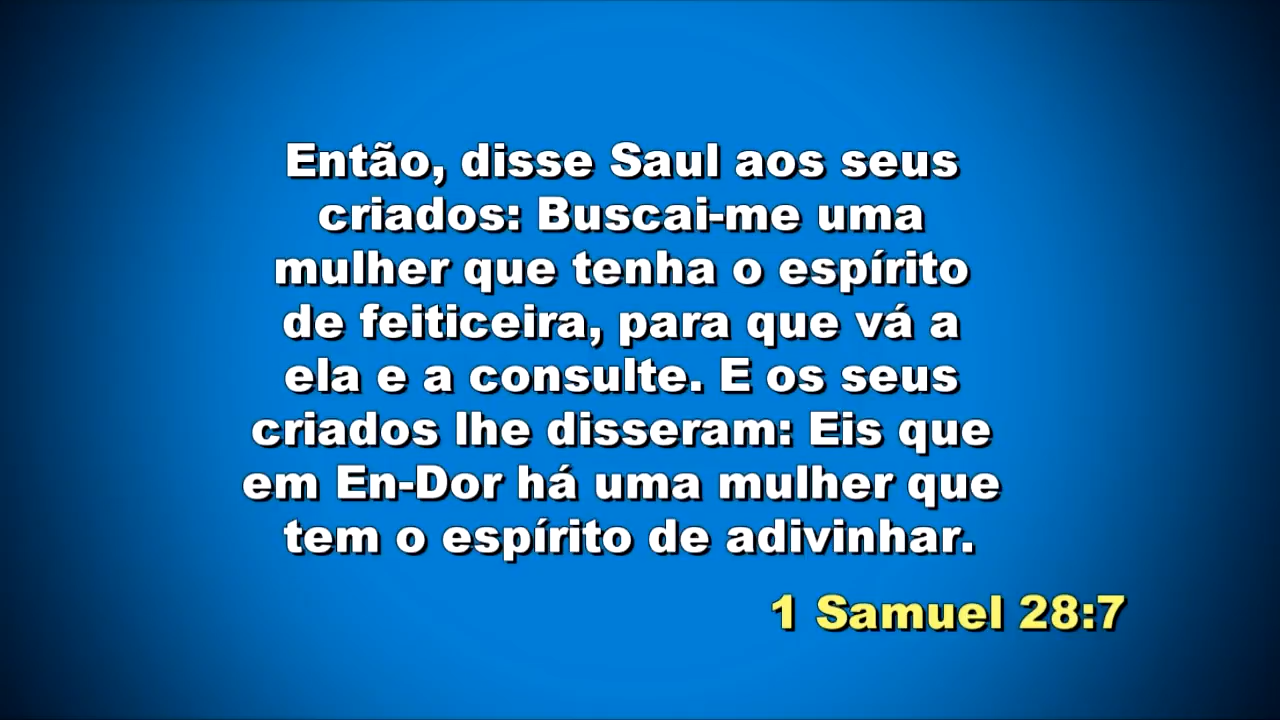 Então, disse Saul aos seus
criados: Buscai-me uma
mulher que tenha o espírito
de feiticeira, para que vá a
ela e a consulte. E os seus
criados lhe disseram: Eis que
em En-Dor há uma mulher que
tem o espírito de adivinhar.
1 Samuel 28:7